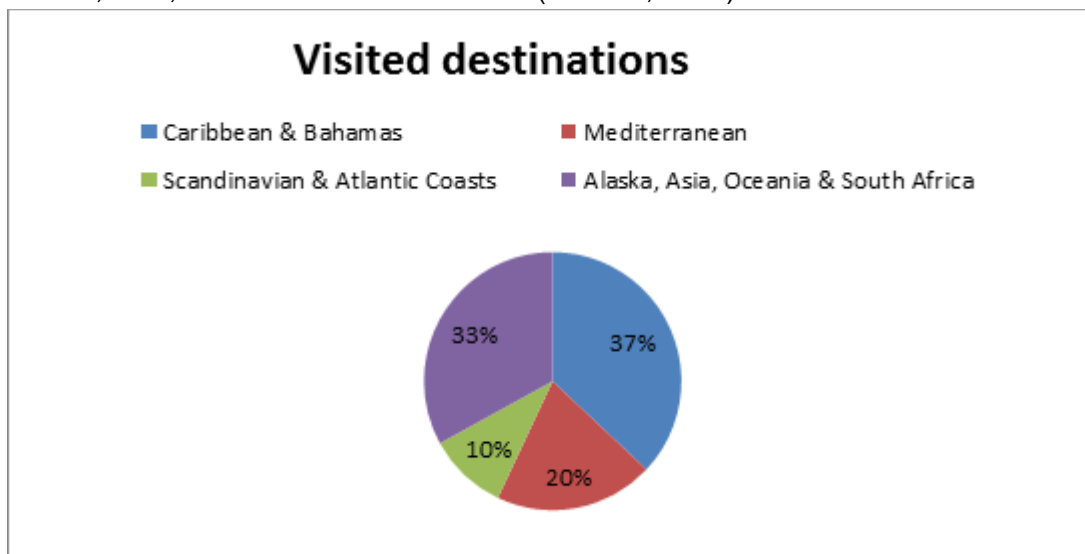 Visited destinations
Caribbean & Bahamas
Mediterranean
Scandinavian & Atlantic Coasts
Alaska, Asia, Oceania & South Africa
33%
37%
10%
20%